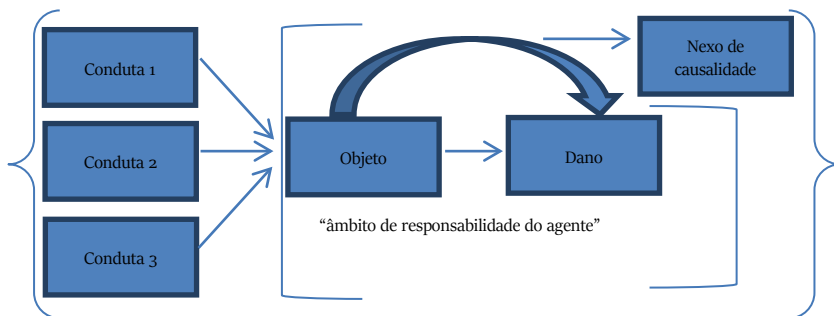 Conduta 1
Conduta 2
Conduta 3
Objeto
Dano
Nexo de
causalidade
“âmbito de responsabilidade do agente”